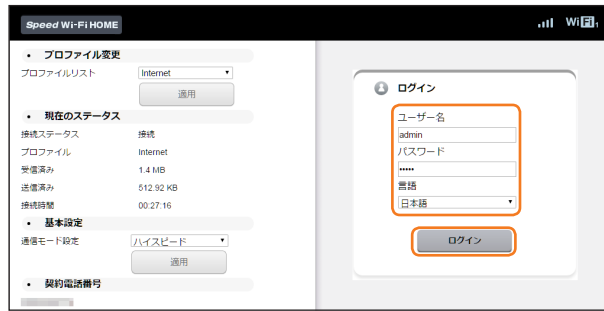 Speed Wi-Fi HOME
WiFi1
・ プロファイル変更
プロファイルリスト Internet
適用
・ 現在のステータス
接続ステータス 接続
プロファイル Internet
受信済み 1.4 MB
送信済み 512.92 KB
接続時間 00:27:16
・ 基本設定
通信モード設定 ハイスピード
適用
・ 契約電話番号
ログイン
ユーザー名
admin
パスワード
•••••
言語
日本語
ログイン